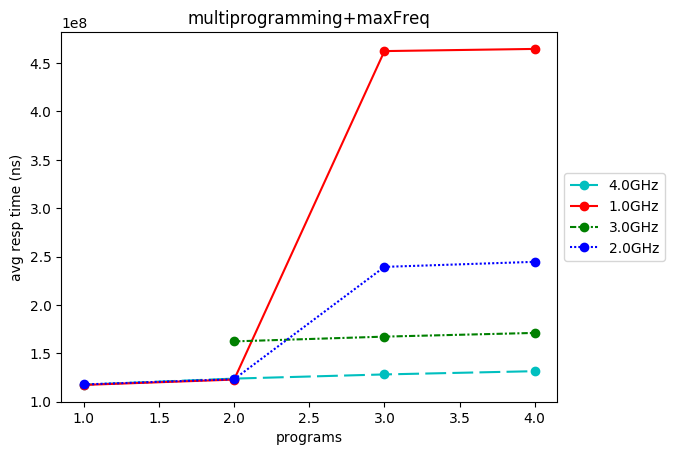 multiprogramming+maxFreq
1e8
avg resp time (ns)
4.5
4.0
3.5
3.0
2.5
2.0
1.5
1.0
1.0 1.5 2.0 2.5 3.0 3.5 4.0
programs
4.0GHz
1.0GHz
3.0GHz
2.0GHz